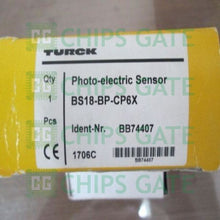 CHIPS GATE
TURCK
Qty
1
Pcs
Photo-electric Sensor
BS18-BP-CP6X
Ident-Nr. BB74407
1706C
BB74407